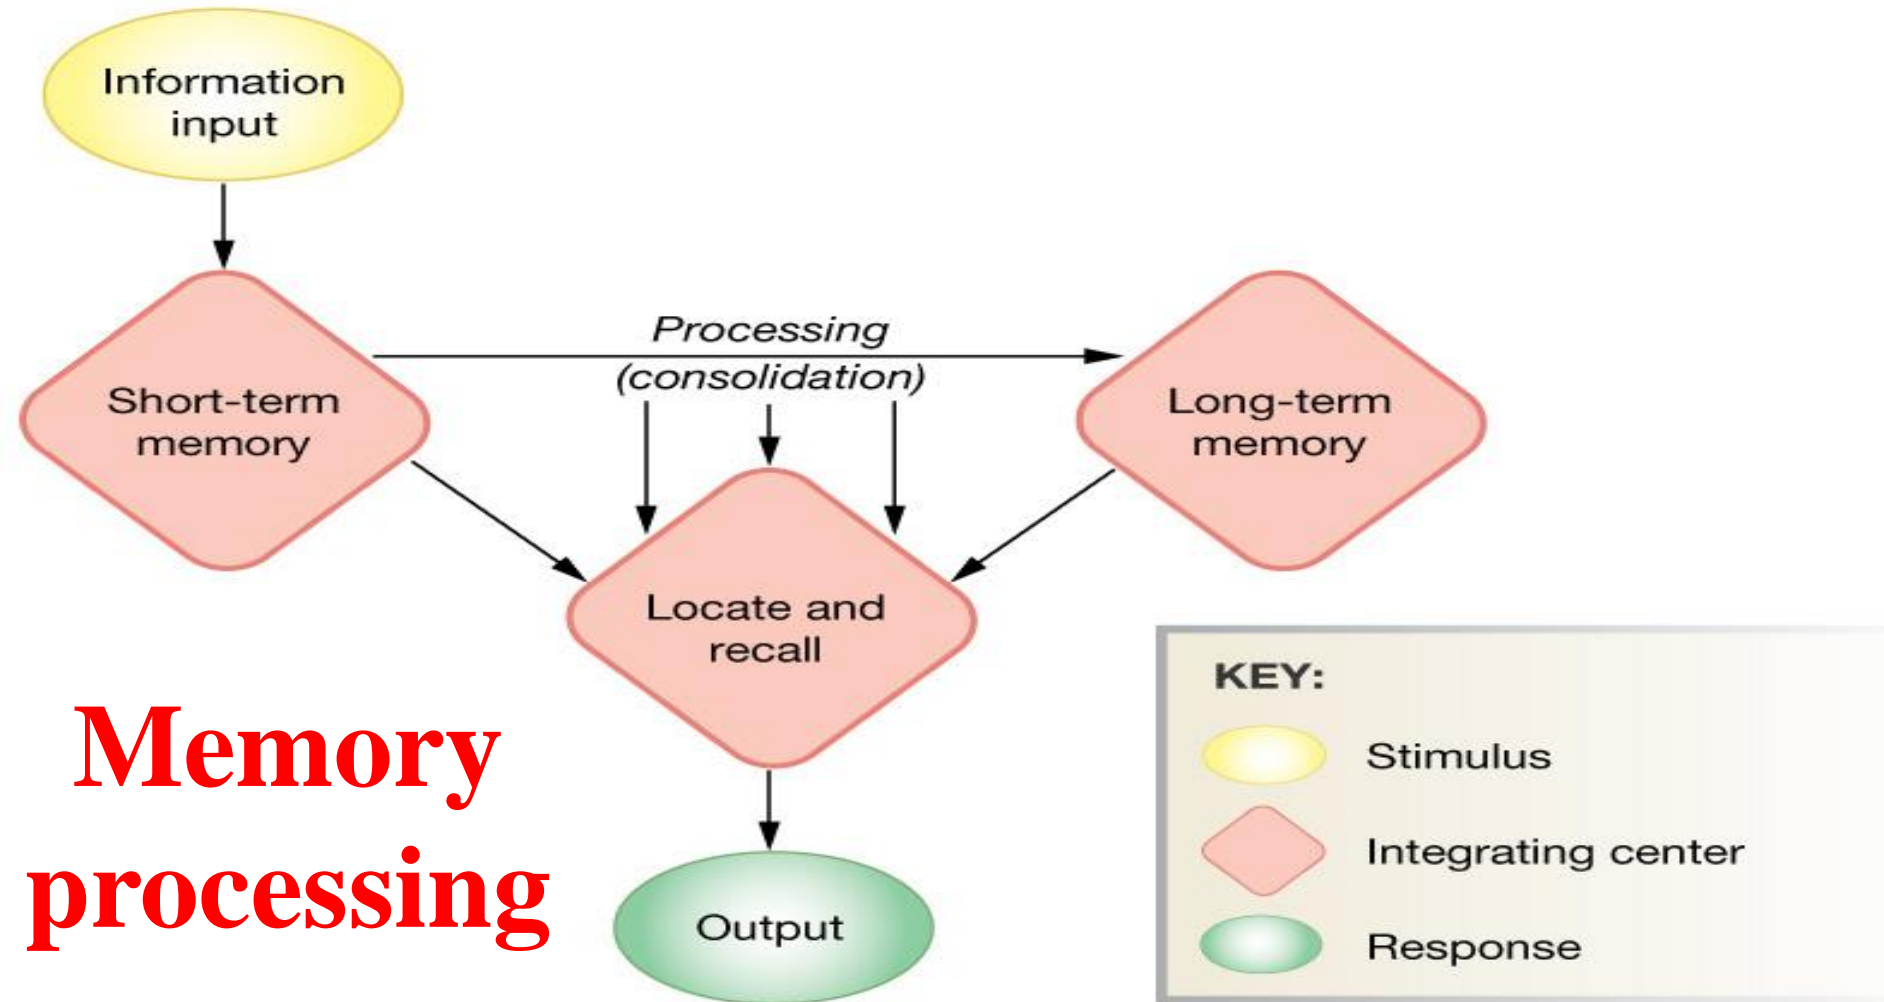 Information
input
Processing
(consolidation)
Short-term
memory
Long-term
memory
Locate and
recall
Memory
processing
Output
KEY:
Stimulus
Integrating center
Response